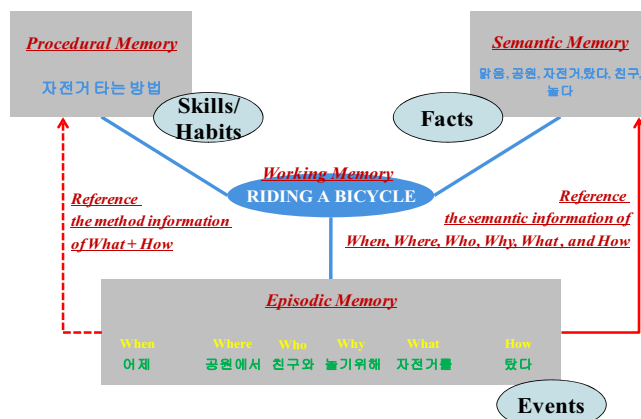 Procedural Memory
자전거 타는 방법
Skills/
Habits
Semantic Memory
맑음, 공원, 자전거,탔다, 친구,
놀다
Facts
Working Memory
RIDING A BICYCLE
Reference
the method information
of What + How
Reference
the semantic information of
When, Where, Who, Why, What , and How
Episodic Memory
When Where Who Why What How
어제 공원에서 친구와 놀기위해 자전거를 탔다
Events